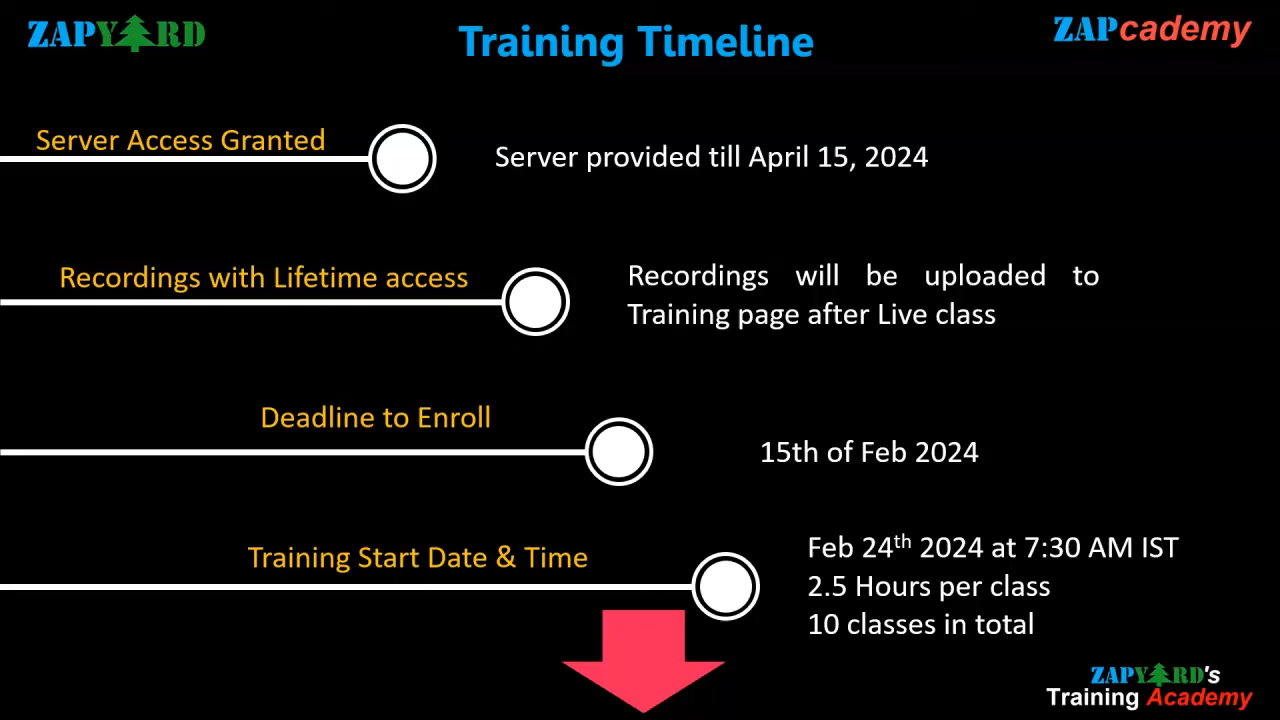 ZAPYARD
Training Timeline
ZAPcademy
Server Access Granted
Server provided till April 15, 2024
Recordings with Lifetime access
Recordings will be uploaded to
Training page after Live class
Deadline to Enroll
15th of Feb 2024
Training Start Date & Time
Feb 24th 2024 at 7:30 AM IST
2.5 Hours per class
10 classes in total
ZAPYARD's
Training Academy